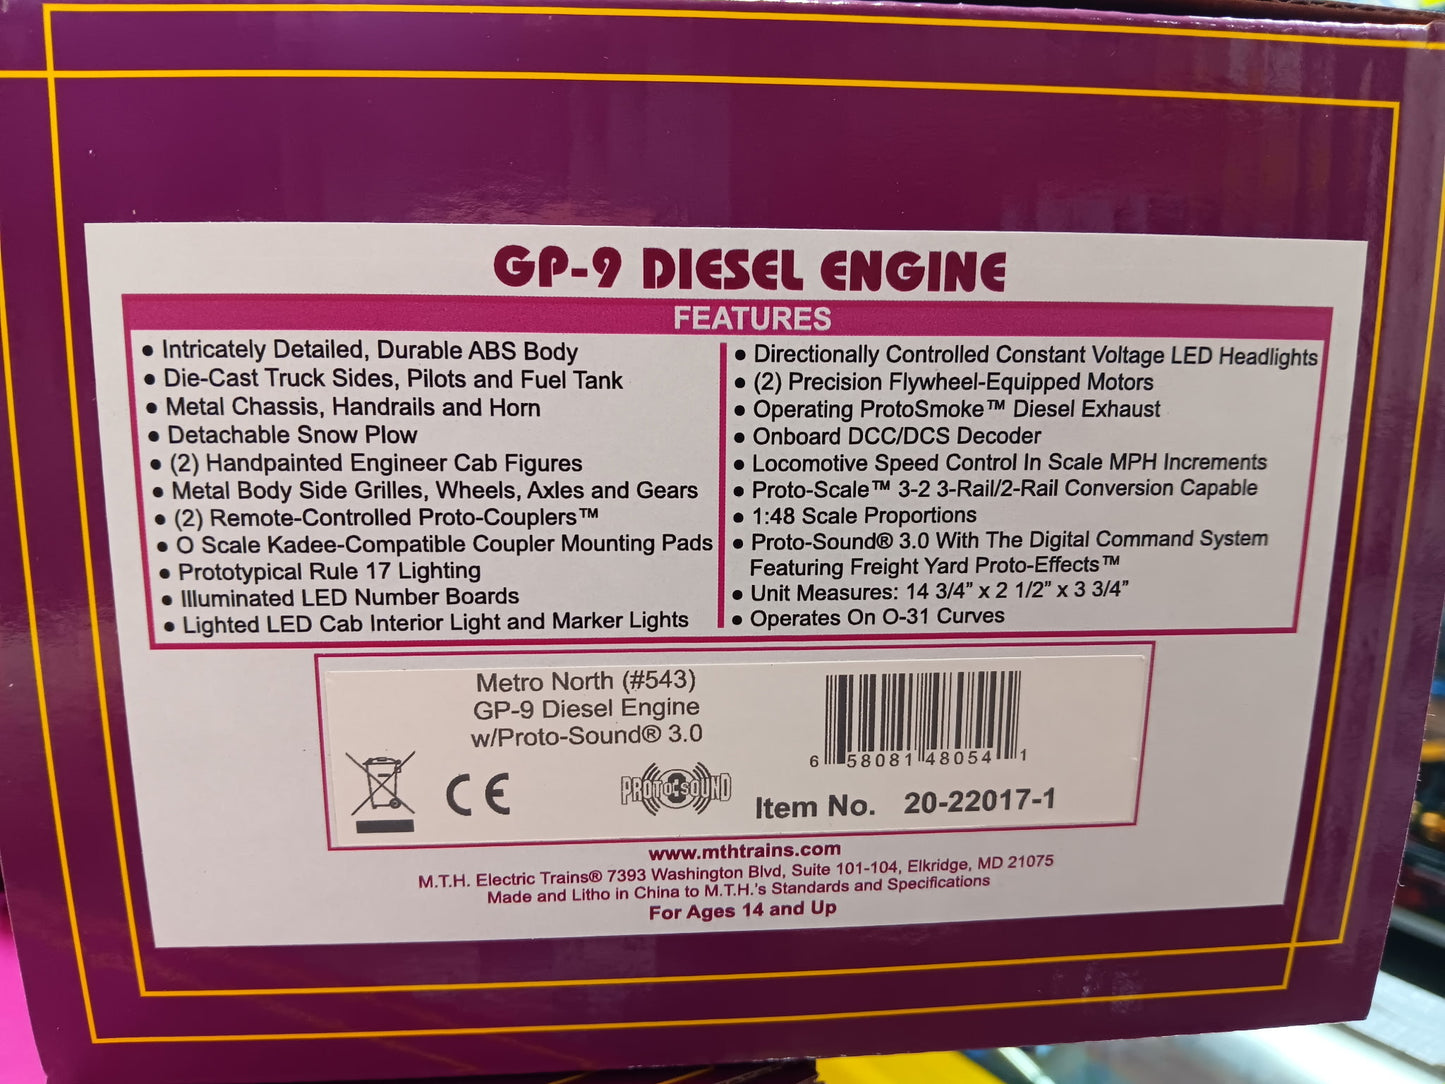 GP-9 DIESEL ENGINE
FEATURES
• Intricately Detailed, Durable ABS Body
• Die-Cast Truck Sides, Pilots and Fuel Tank
• Metal Chassis, Handrails and Horn
• Detachable Snow Plow
• (2) Handpainted Engineer Cab Figures
• Metal Body Side Grilles, Wheels, Axles and Gears
• (2) Remote-Controlled Proto-Couplers™
• O Scale Kadee-Compatible Coupler Mounting Pads
• Prototypical Rule 17 Lighting
• Illuminated LED Number Boards
• Lighted LED Cab Interior Light and Marker Lights
• Directionally Controlled Constant Voltage LED Headlights
• (2) Precision Flywheel-Equipped Motors
• Operating ProtoSmoke™ Diesel Exhaust
• Onboard DCC/DCS Decoder
• Locomotive Speed Control In Scale MPH Increments
• Proto-Scale™ 3-2 3-Rail/2-Rail Conversion Capable
• 1:48 Scale Proportions
• Proto-Sound® 3.0 With The Digital Command System
Featuring Freight Yard Proto-Effects™
• Unit Measures: 14 3/4” x 2 1/2” x 3 3/4”
• Operates On O-31 Curves
Metro North (#543)
GP-9 Diesel Engine
w/Proto-Sound® 3.0
CE
PROTO SOUND 3
6 58081 48054 1
Item No. 20-22017-1
www.mthtrains.com
M.T.H. Electric Trains® 7393 Washington Blvd, Suite 101-104, Elkridge, MD 21075
Made and Litho in China to M.T.H.'s Standards and Specifications
For Ages 14 and Up